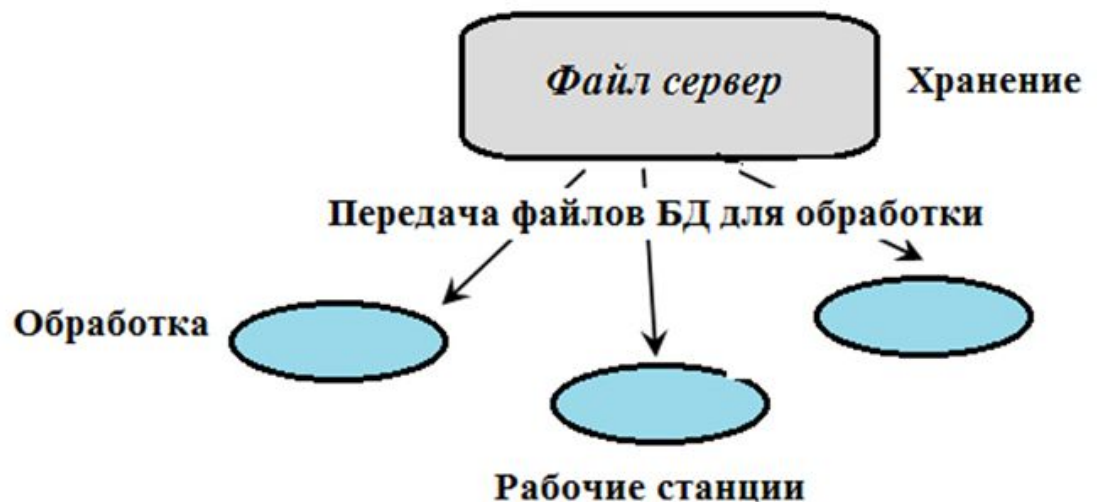 Файл сервер
Хранение
Передача файлов БД для обработки
Обработка
Рабочие станции